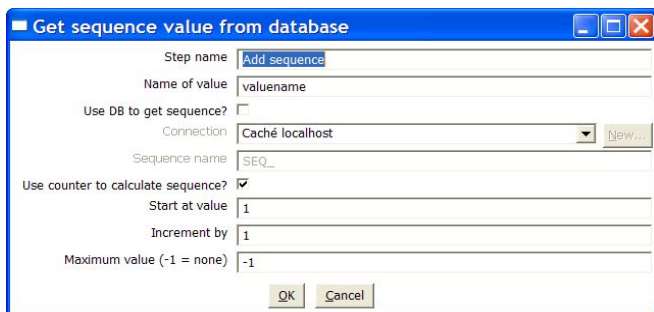 Get sequence value from database
Step name Add sequence
Name of value valuename
Use DB to get sequence?
Connection Caché localhost New...
Sequence name SEQ_
Use counter to calculate sequence?
Start at value 1
Increment by 1
Maximum value (-1 = none) -1
OK Cancel